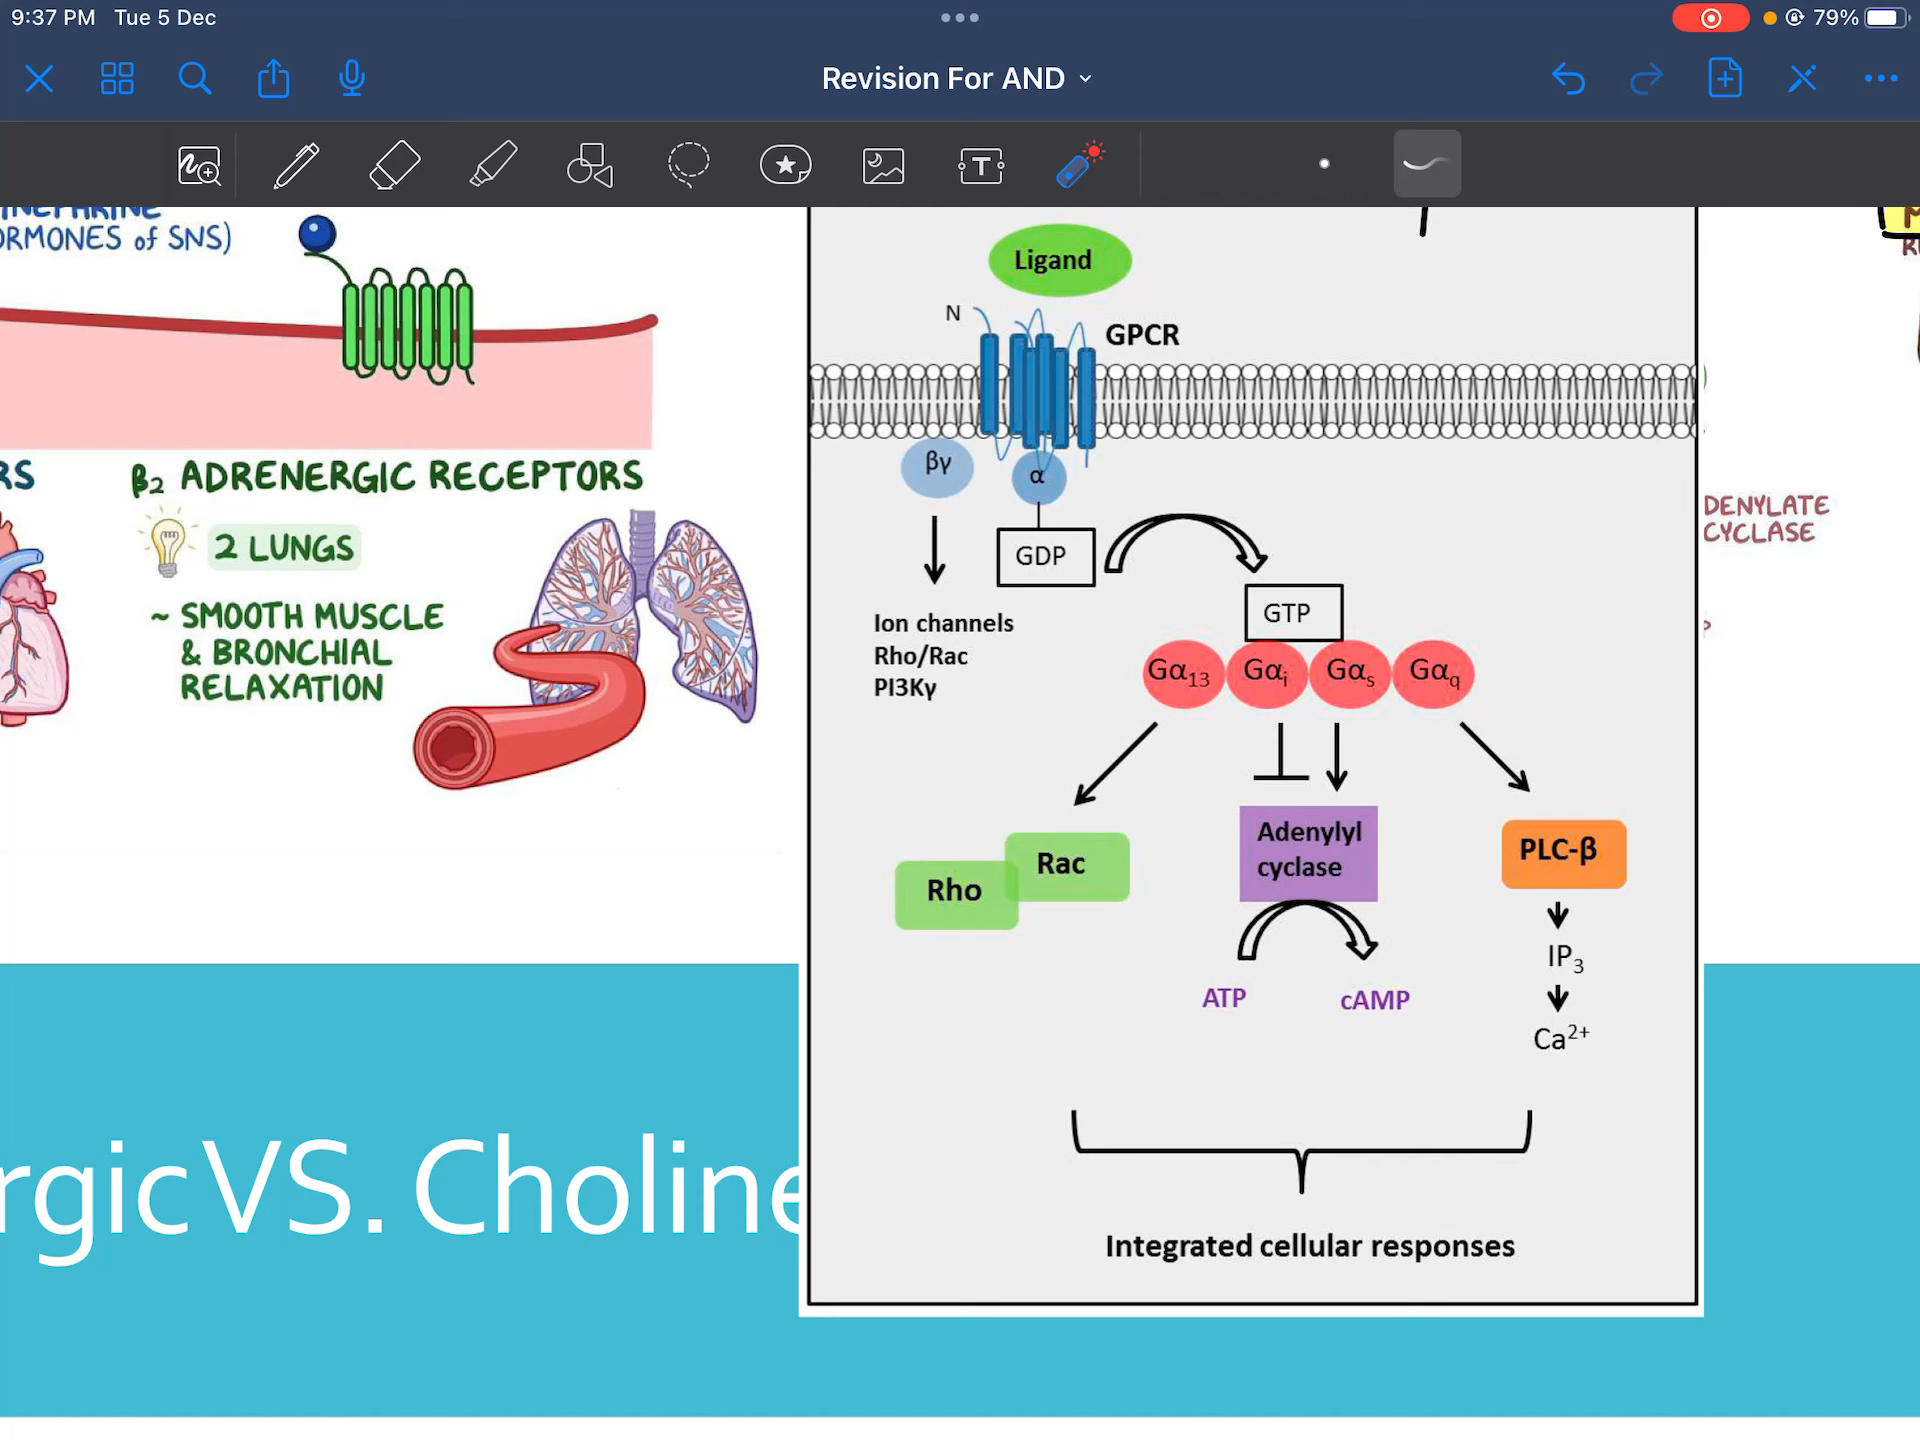 9:37 PM Tue 5 Dec
79%
Revision For AND
T
ORMONES of SNS)
β2 ADRENERGIC RECEPTORS
2 LUNGS
~ SMOOTH MUSCLE
& BRONCHIAL
RELAXATION
Ligand
N
GPCR
βγ
α
GDP
GTP
Ion channels
Rho/Rac
PI3Kγ
Gα13 Gαi Gαs Gαq
Rho
Rac
Adenylyl
cyclase
PLC-β
ATP
cAMP
IP3
Ca2+
Integrated cellular responses
DENYLATE
CYCLASE
rgic VS. Choline